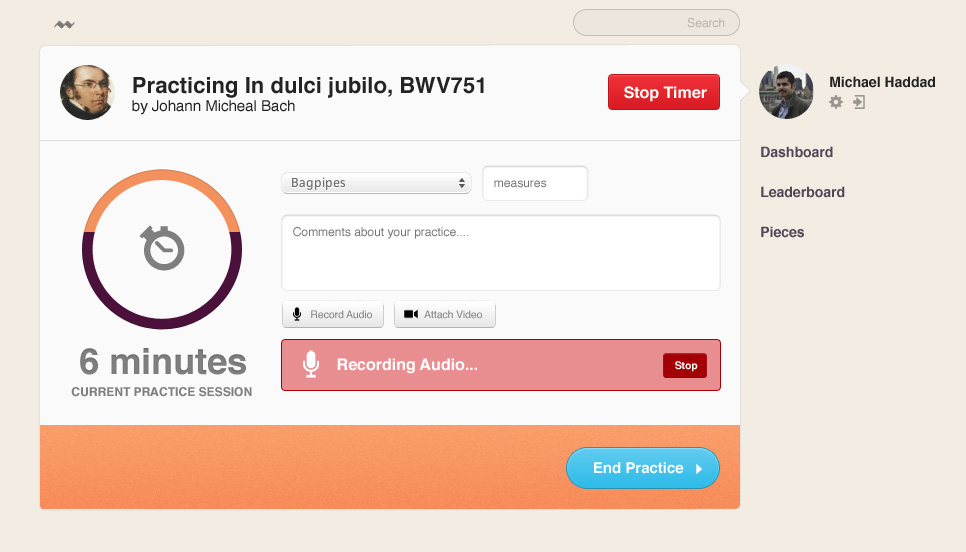 Search
Practicing In dulci jubilo, BWV751
by Johann Micheal Bach
Stop Timer
Michael Haddad
Dashboard
Leaderboard
Pieces
Bagpipes
measures
Comments about your practice....
Record Audio
Attach Video
6 minutes
CURRENT PRACTICE SESSION
Recording Audio...
Stop
End Practice